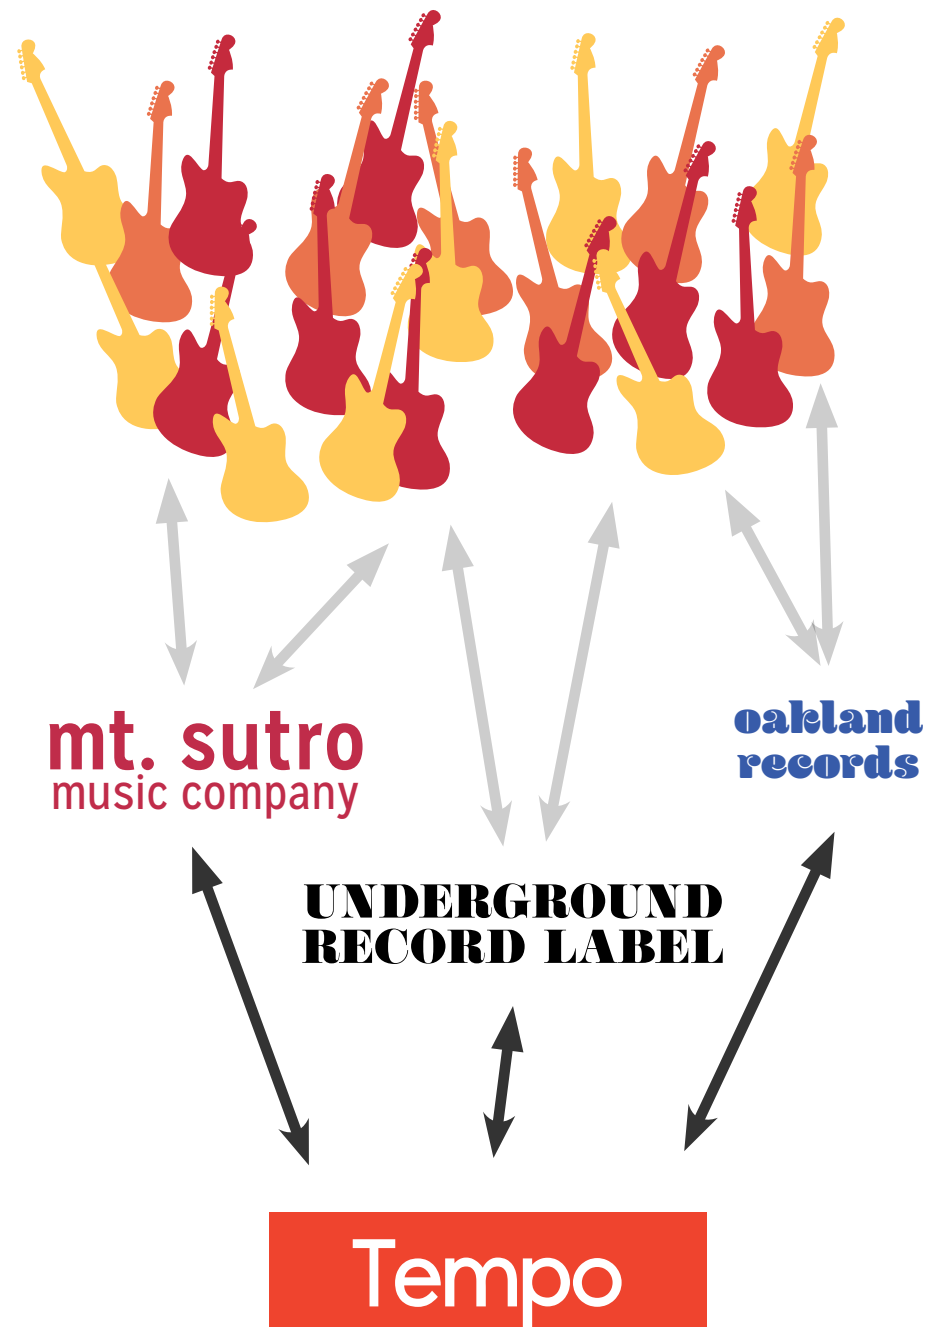 mt. sutro
music company
oakland
records
UNDERGROUND
RECORD LABEL
Tempo